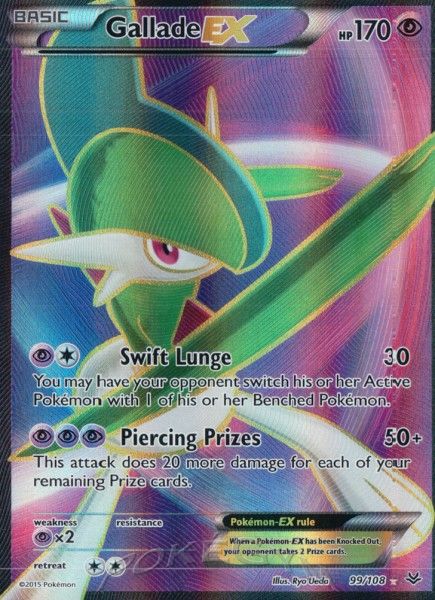 BASIC
Gallade EX HP170
Swift Lunge 30
You may have your opponent switch his or her Active
Pokémon with 1 of his or her Benched Pokémon.
Piercing Prizes 50+
This attack does 20 more damage for each of your
remaining Prize cards.
weakness resistance
×2
retreat
Pokémon-EX rule
When a Pokémon-EX has been Knocked Out,
your opponent takes 2 Prize cards.
©2015 Pokémon Illus. Ryo Ueda 99/108